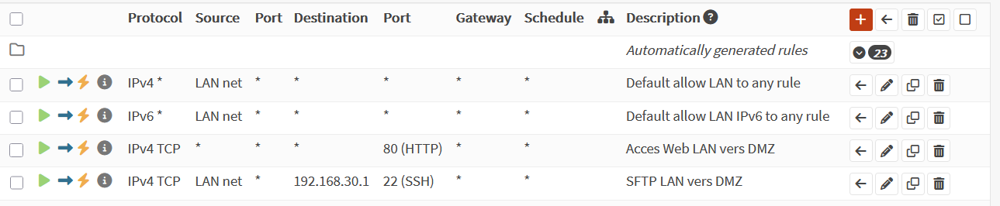 Protocol Source Port Destination Port Gateway Schedule Description
Automatically generated rules 23
IPv4 * LAN net * * * * * Default allow LAN to any rule
IPv6 * LAN net * * * * * Default allow LAN IPv6 to any rule
IPv4 TCP * * * 80 (HTTP) * * Acces Web LAN vers DMZ
IPv4 TCP LAN net * 192.168.30.1 22 (SSH) * * SFTP LAN vers DMZ